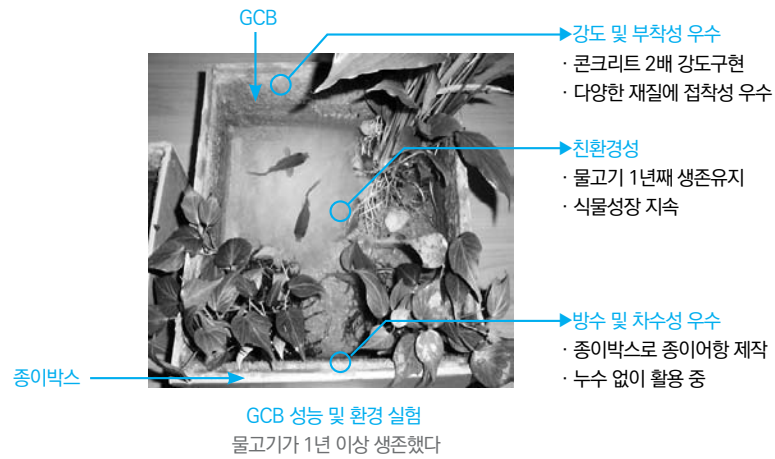 GCB
강도 및 부착성 우수
· 콘크리트 2배 강도구현
· 다양한 재질에 접착성 우수
친환경성
· 물고기 1년째 생존유지
· 식물성장 지속
방수 및 차수성 우수
· 종이박스로 종이어항 제작
· 누수 없이 활용 중
종이박스
GCB 성능 및 환경 실험
물고기가 1년 이상 생존했다